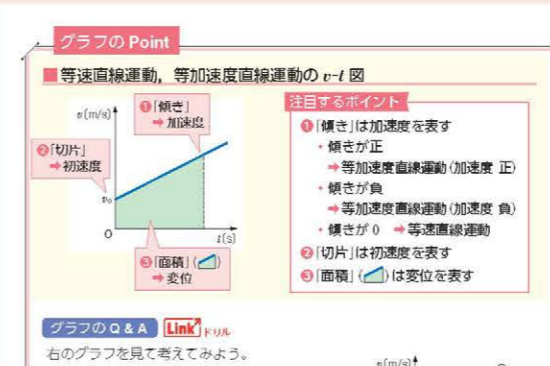 グラフの Point
■等速直線運動，等加速度直線運動の v-t 図
v(m/s)
❶「傾き」
➡加速度
❷「切片」
➡初速度
v₀
O
t(s)
❸「面積」( )
➡変位
注目するポイント
❶「傾き」は加速度を表す
・傾きが正
➡等加速度直線運動(加速度 正)
・傾きが負
➡等加速度直線運動(加速度 負)
・傾きが 0 ➡等速直線運動
❷「切片」は初速度を表す
❸「面積」( )は変位を表す
グラフの Q & A Link ドリル
右のグラフを見て考えてみよう。
v(m/s)